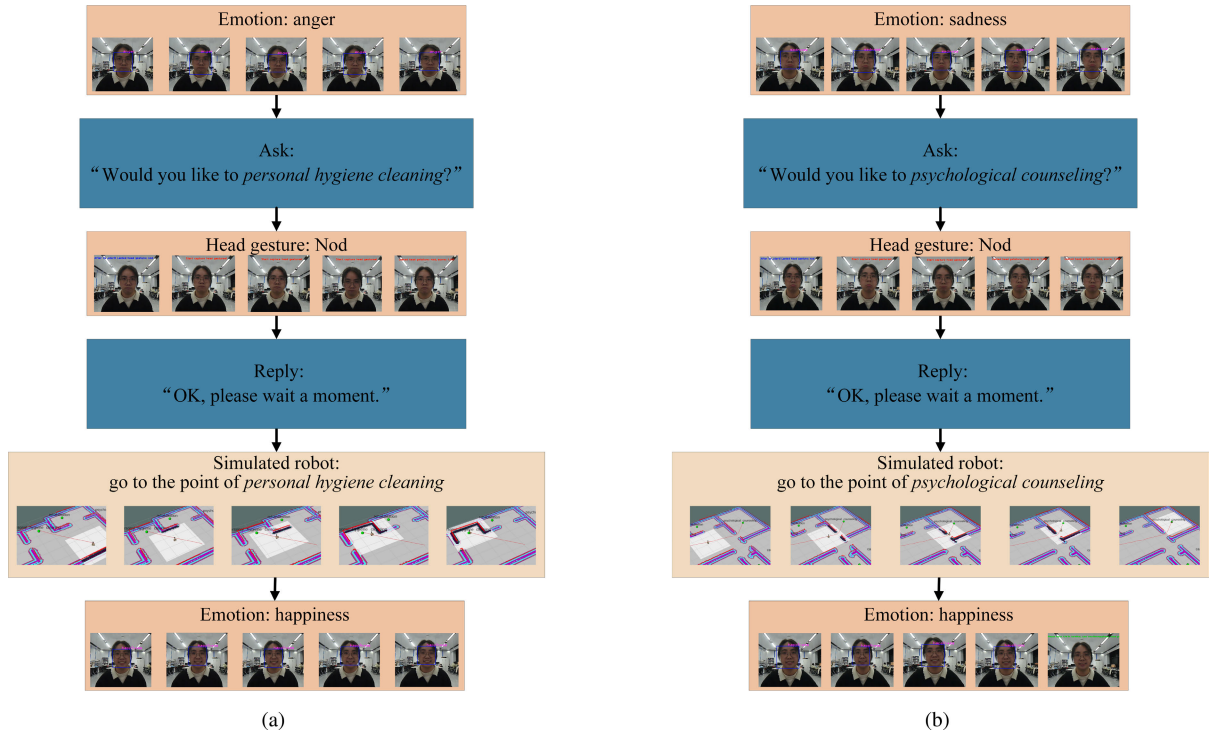 Emotion: anger
Ask:
“Would you like to personal hygiene cleaning?”
Head gesture: Nod
Reply:
“OK, please wait a moment.”
Simulated robot:
go to the point of personal hygiene cleaning
Emotion: happiness
(a)
Emotion: sadness
Ask:
“Would you like to psychological counseling?”
Head gesture: Nod
Reply:
“OK, please wait a moment.”
Simulated robot:
go to the point of psychological counseling
Emotion: happiness
(b)